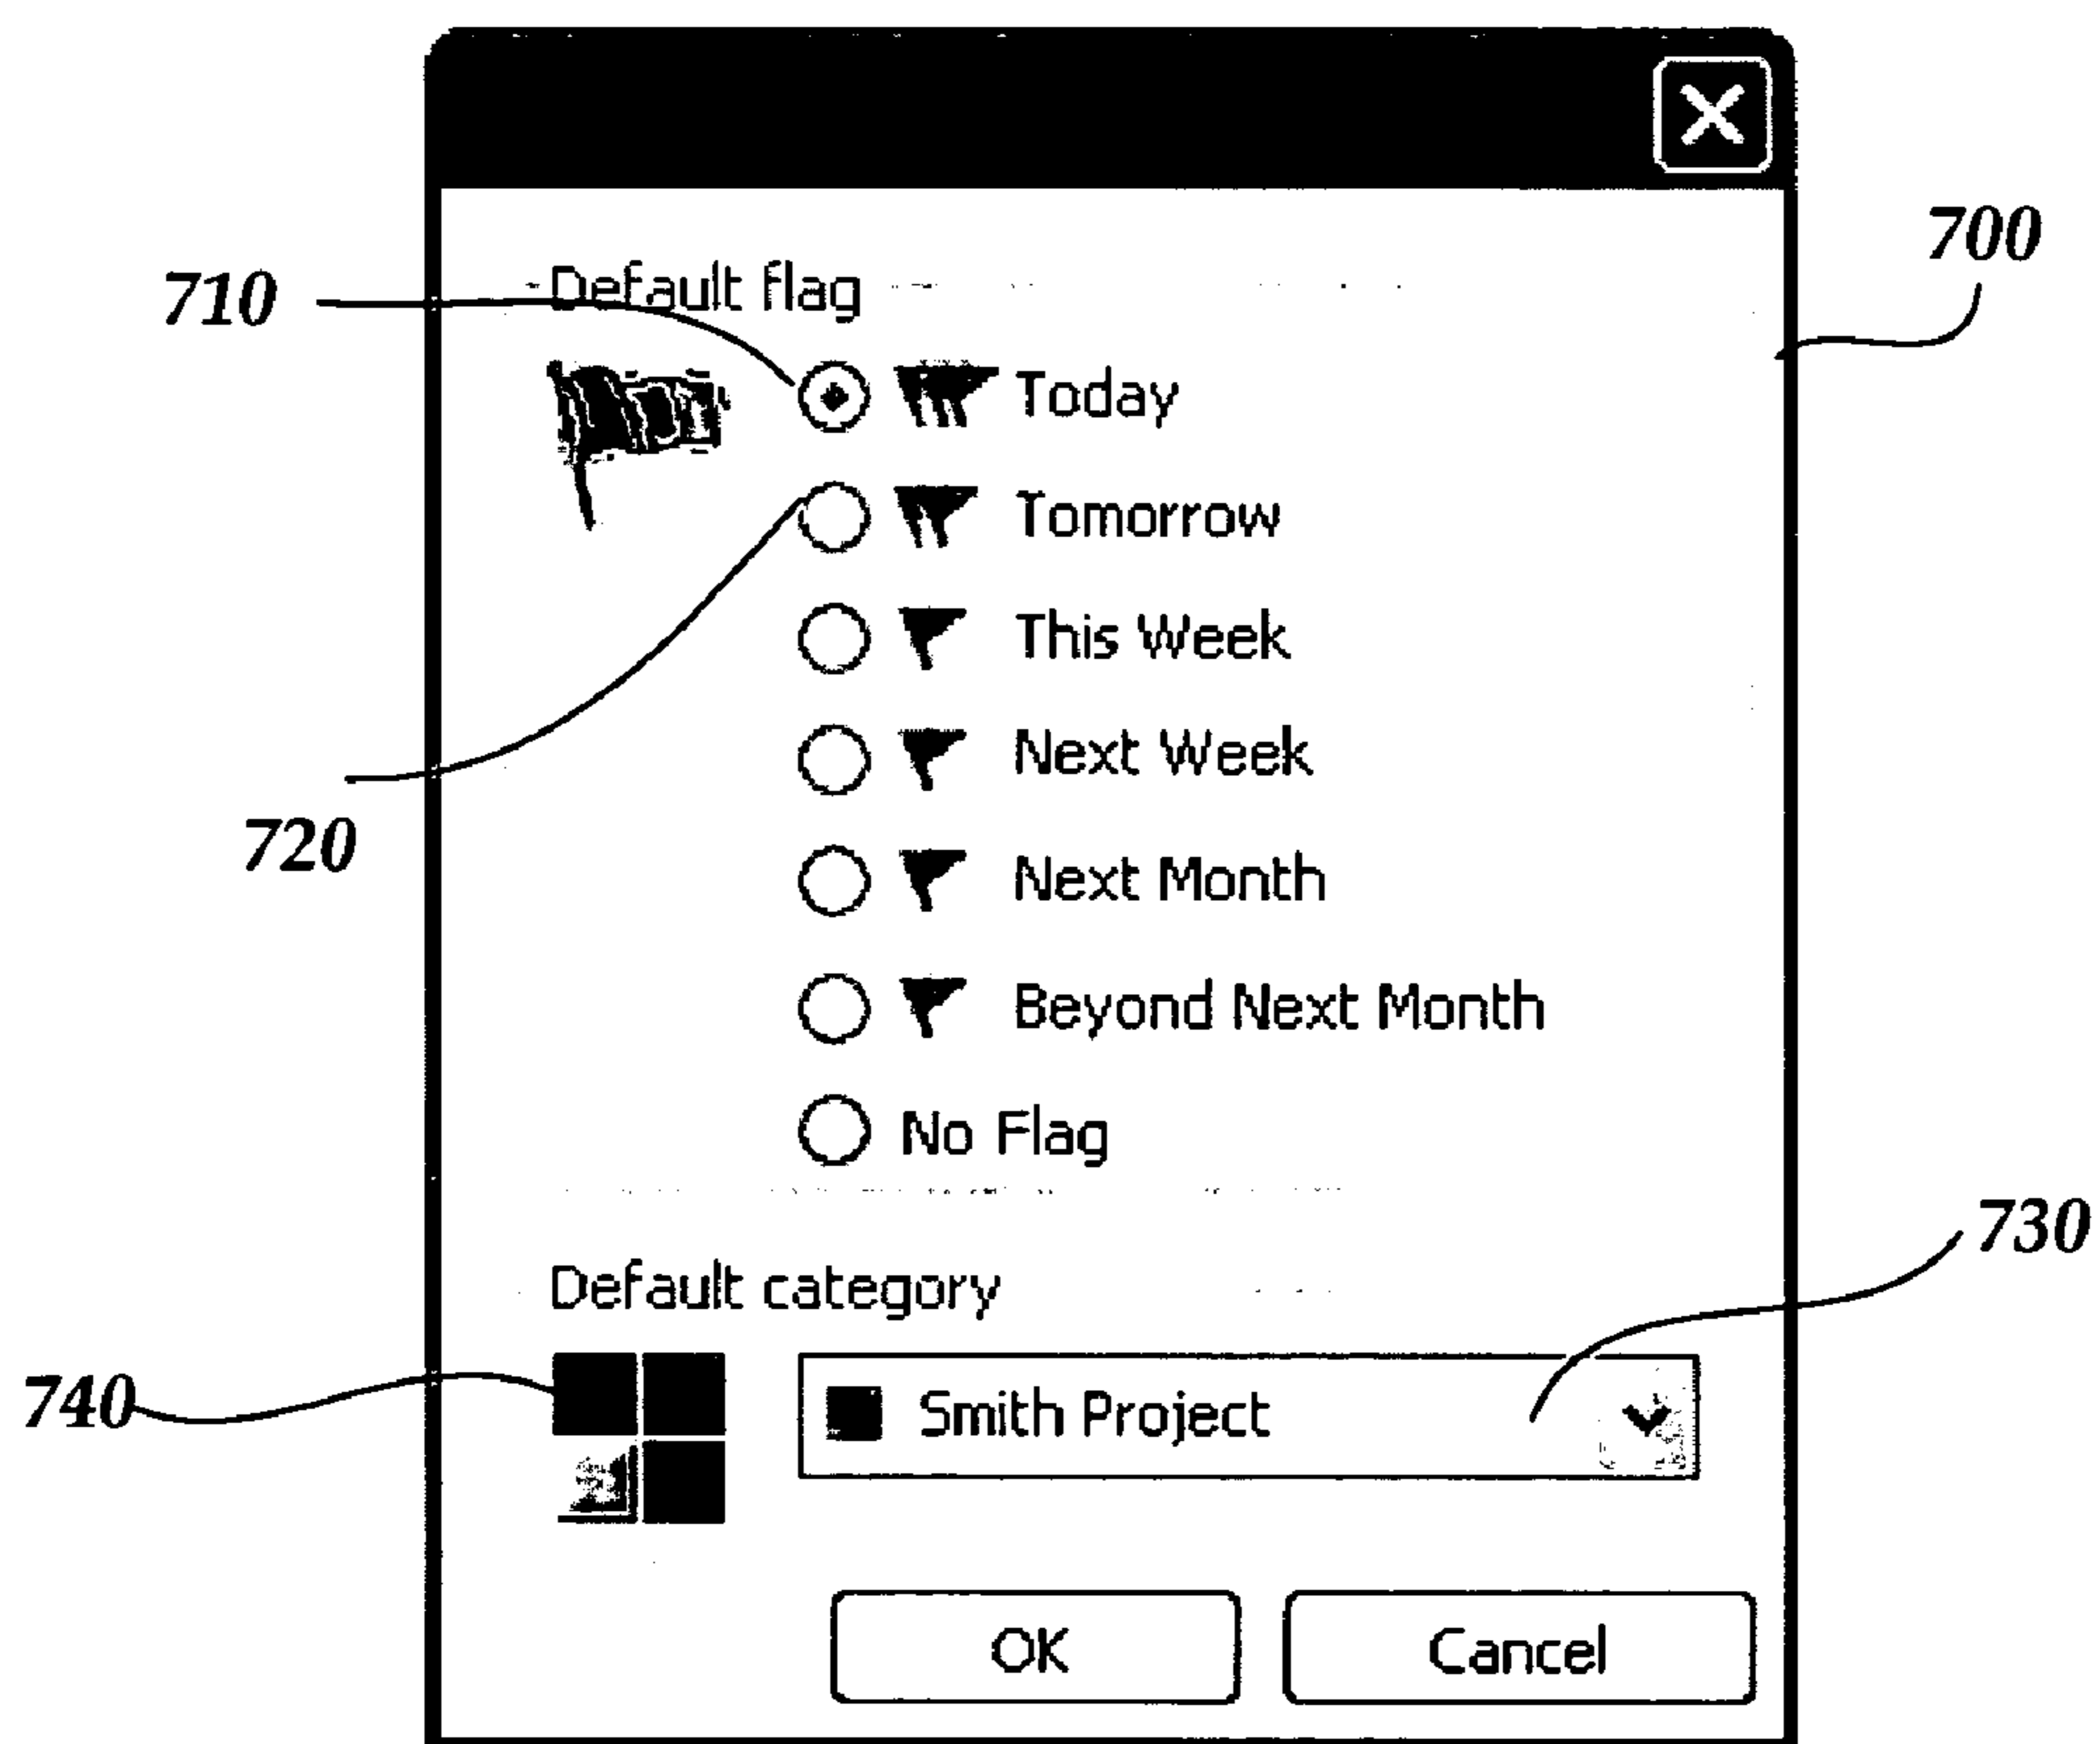 700
710
Default flag
Today
Tomorrow
This Week
720
Next Week
Next Month
Beyond Next Month
No Flag
730
Default category
740
Smith Project
OK
Cancel